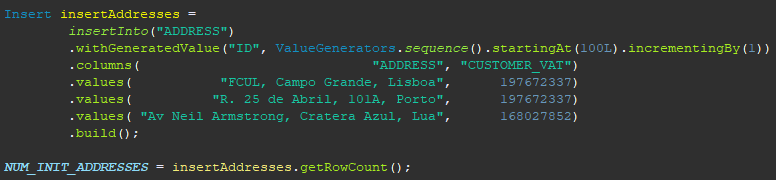 Insert insertAddresses =
insertInto("ADDRESS")
.withGeneratedValue("ID", ValueGenerators.sequence().startingAt(100L).incrementingBy(1))
.columns( "ADDRESS", "CUSTOMER_VAT")
.values( "FCUL, Campo Grande, Lisboa", 197672337)
.values( "R. 25 de Abril, 101A, Porto", 197672337)
.values( "Av Neil Armstrong, Cratera Azul, Lua", 168027852)
.build();
NUM_INIT_ADDRESSES = insertAddresses.getRowCount();